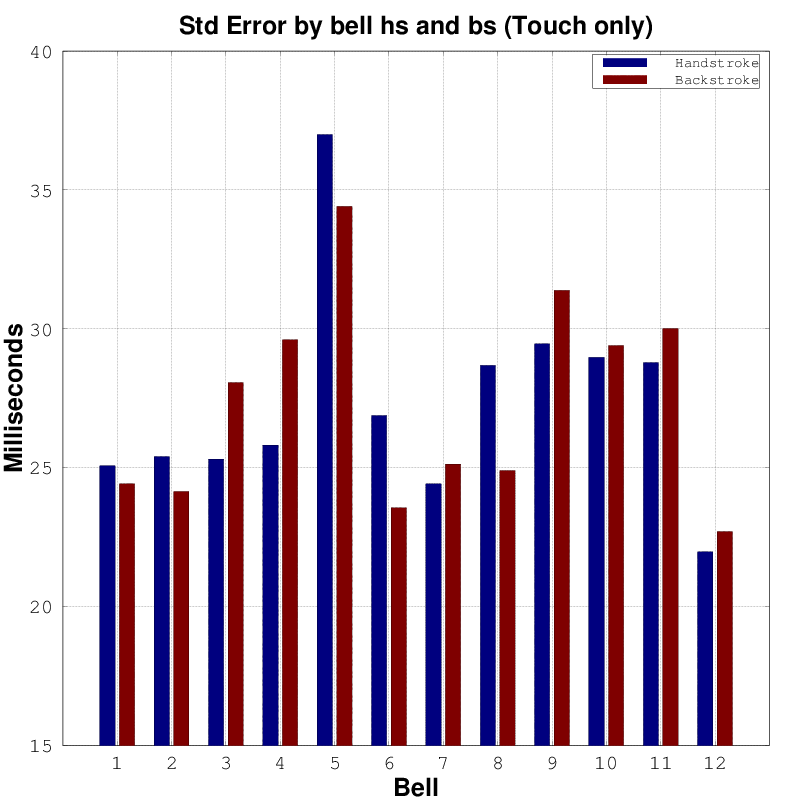 Std Error by bell hs and bs (Touch only)
40
Handstroke
Backstroke
35
30
25
20
15
Milliseconds
1 2 3 4 5 6 7 8 9 10 11 12
Bell